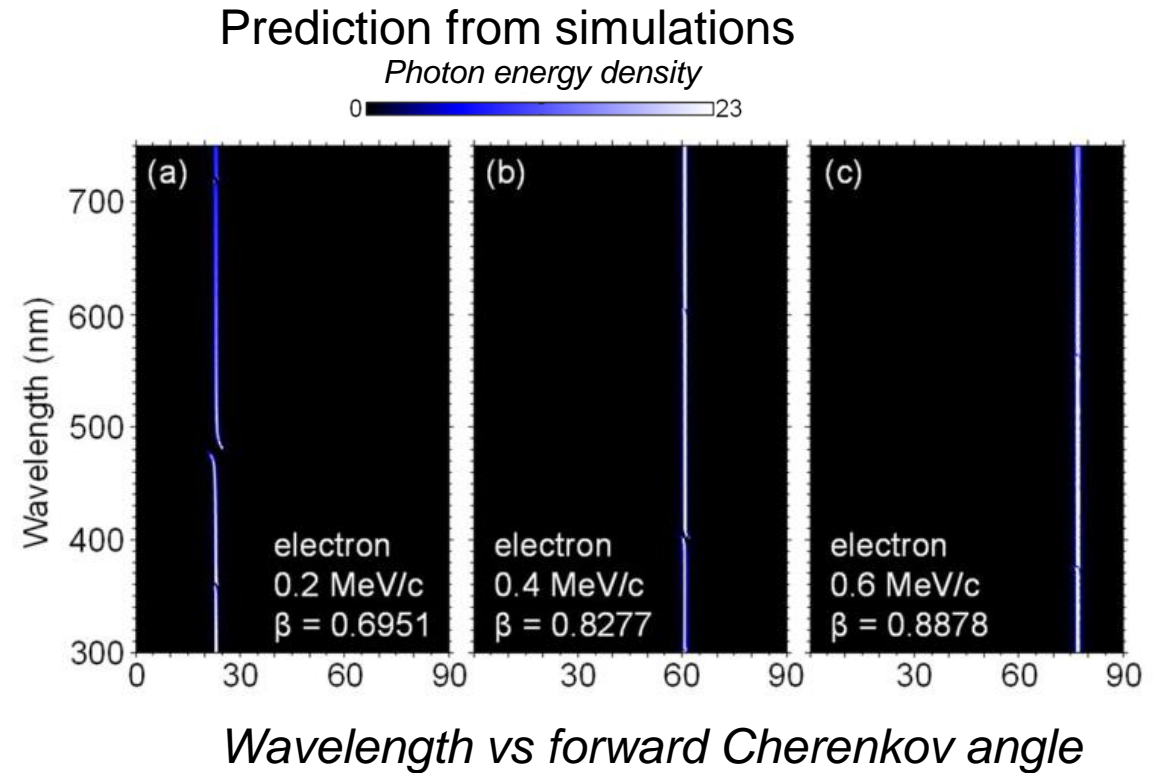 Prediction from simulations
Photon energy density
0 23
(a) (b) (c)
700
600
500
400
300
Wavelength (nm)
electron electron electron
0.2 MeV/c 0.4 MeV/c 0.6 MeV/c
β = 0.6951 β = 0.8277 β = 0.8878
0 30 60 90 30 60 90 30 60 90
Wavelength vs forward Cherenkov angle